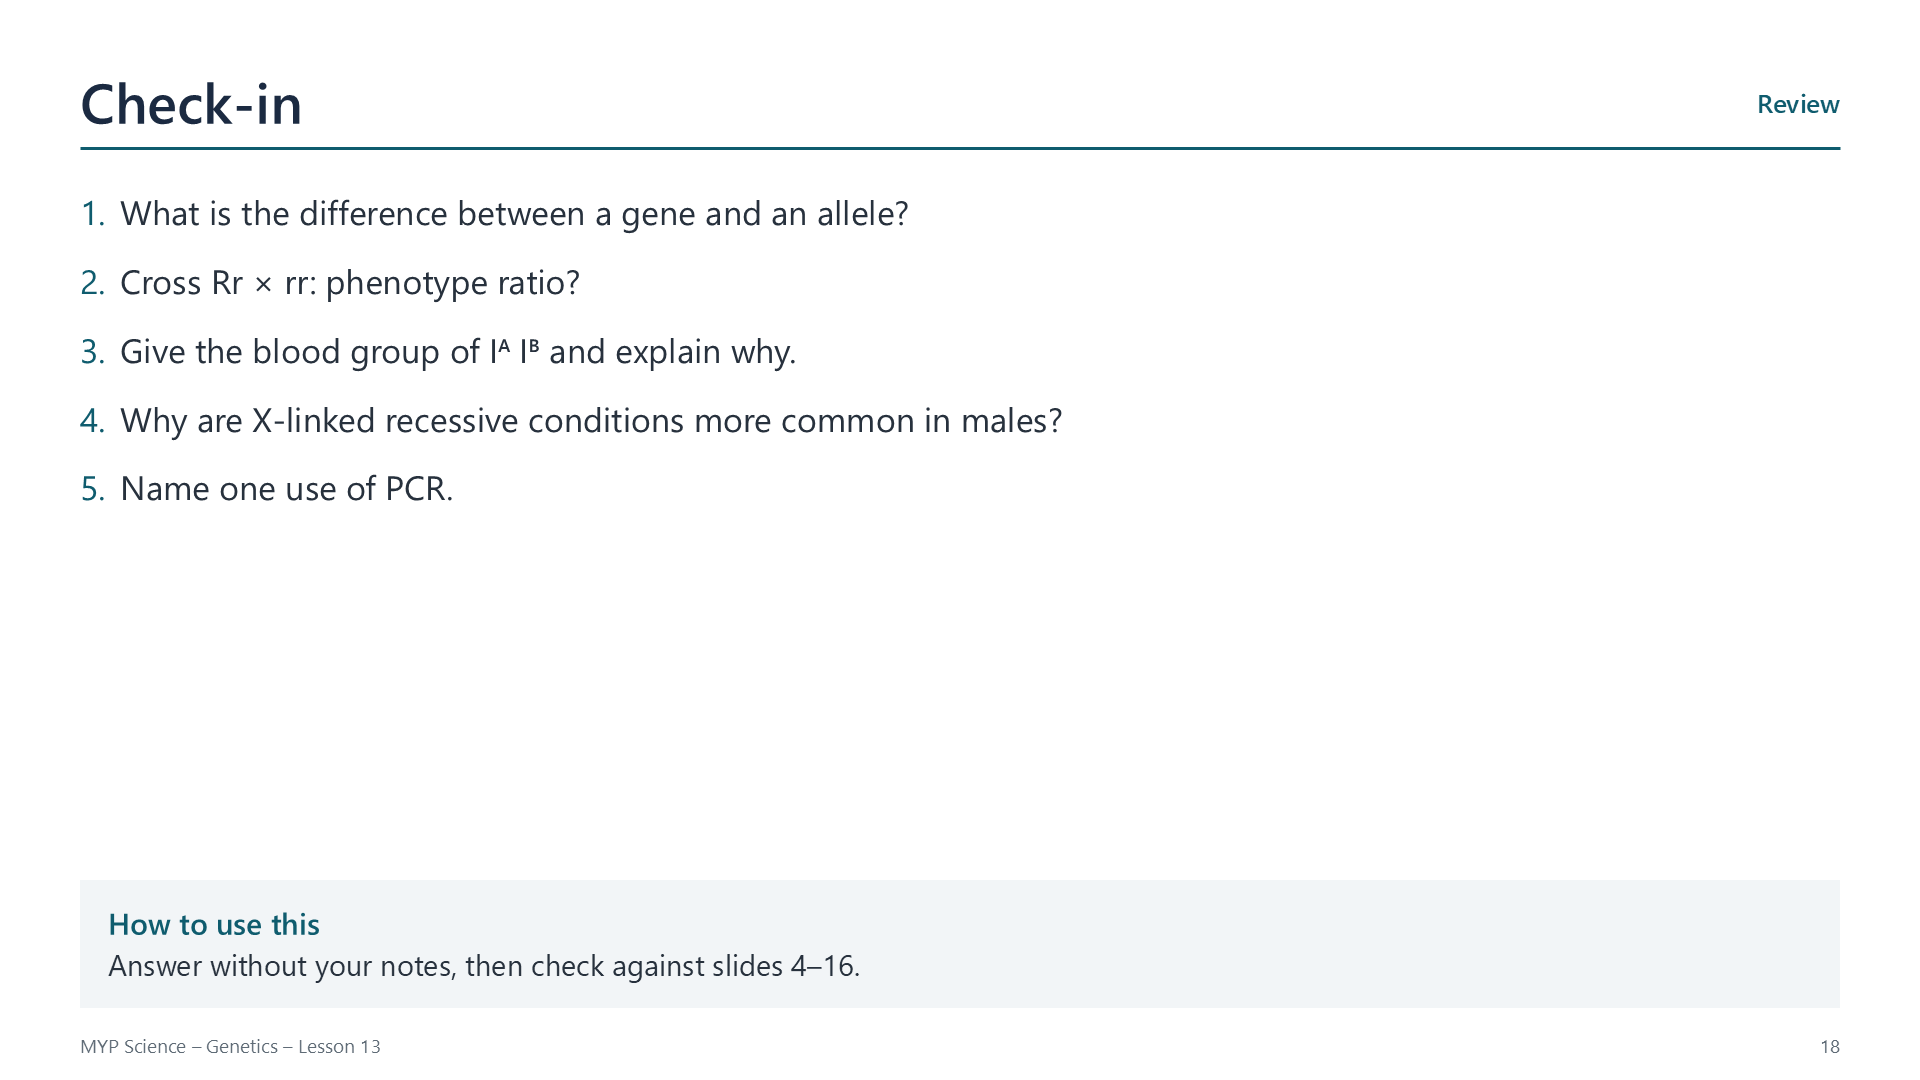 Check-in
Review
1. What is the difference between a gene and an allele?
2. Cross Rr × rr: phenotype ratio?
3. Give the blood group of Iᴬ Iᴮ and explain why.
4. Why are X-linked recessive conditions more common in males?
5. Name one use of PCR.
How to use this
Answer without your notes, then check against slides 4–16.
MYP Science – Genetics – Lesson 13
18